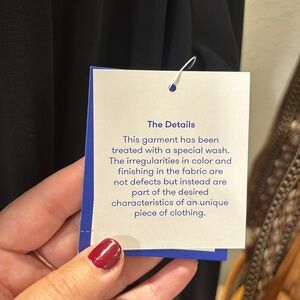 The Details
This garment has been
treated with a special wash.
The irregularities in color and
finishing in the fabric are
not defects but instead are
part of the desired
characteristics of an unique
piece of clothing.